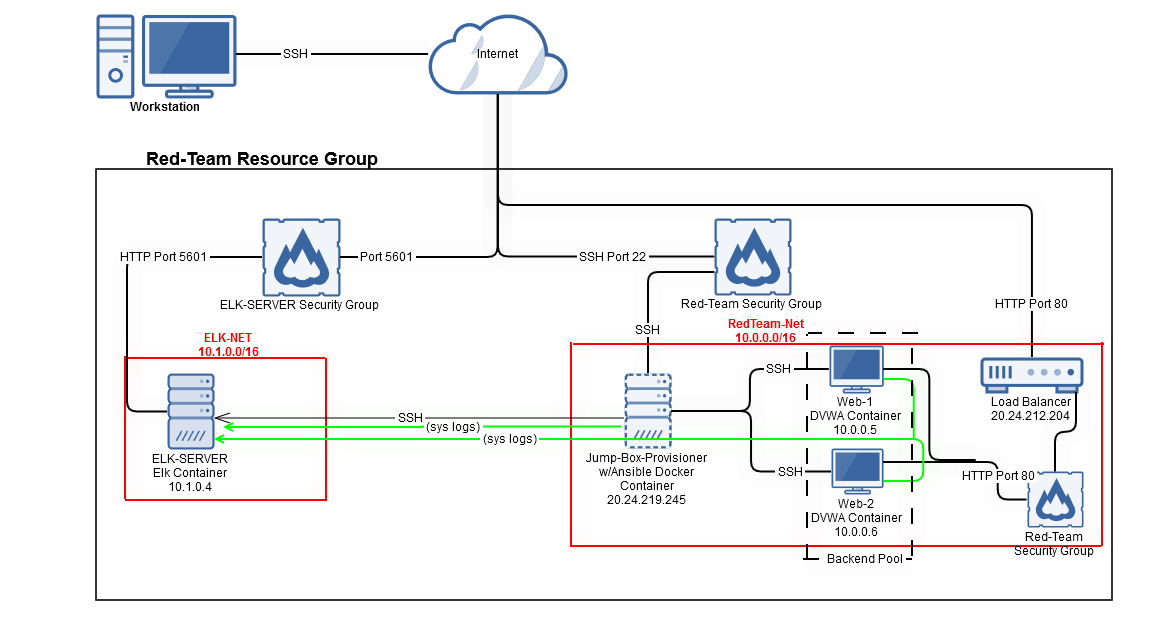 SSH
Internet
Workstation
Red-Team Resource Group
HTTP Port 5601
Port 5601
SSH Port 22
ELK-SERVER Security Group
Red-Team Security Group
HTTP Port 80
SSH
ELK-NET
10.1.0.0/16
RedTeam-Net
10.0.0.0/16
SSH
Web-1
DVWA Container
10.0.0.5
Load Balancer
20.24.212.204
SSH
(sys logs)
(sys logs)
ELK-SERVER
Elk Container
10.1.0.4
Jump-Box-Provisioner
w/Ansible Docker
Container
20.24.219.245
SSH
HTTP Port 80
Web-2
DVWA Container
10.0.0.6
Red-Team
Security Group
Backend Pool